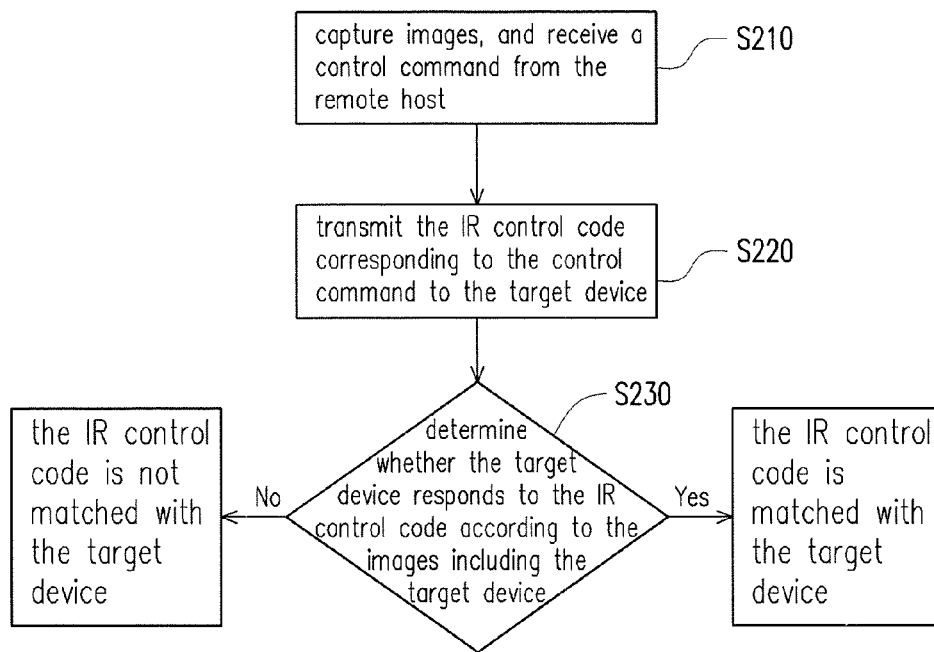 capture images, and receive a
control command from the
remote host
S210
transmit the IR control code
corresponding to the control
command to the target device
S220
S230
determine
whether the target
device responds to the IR
control code according to the
images including the
target device
No
the IR control
code is not
matched with
the target
device
Yes
the IR control
code is
matched with
the target
device